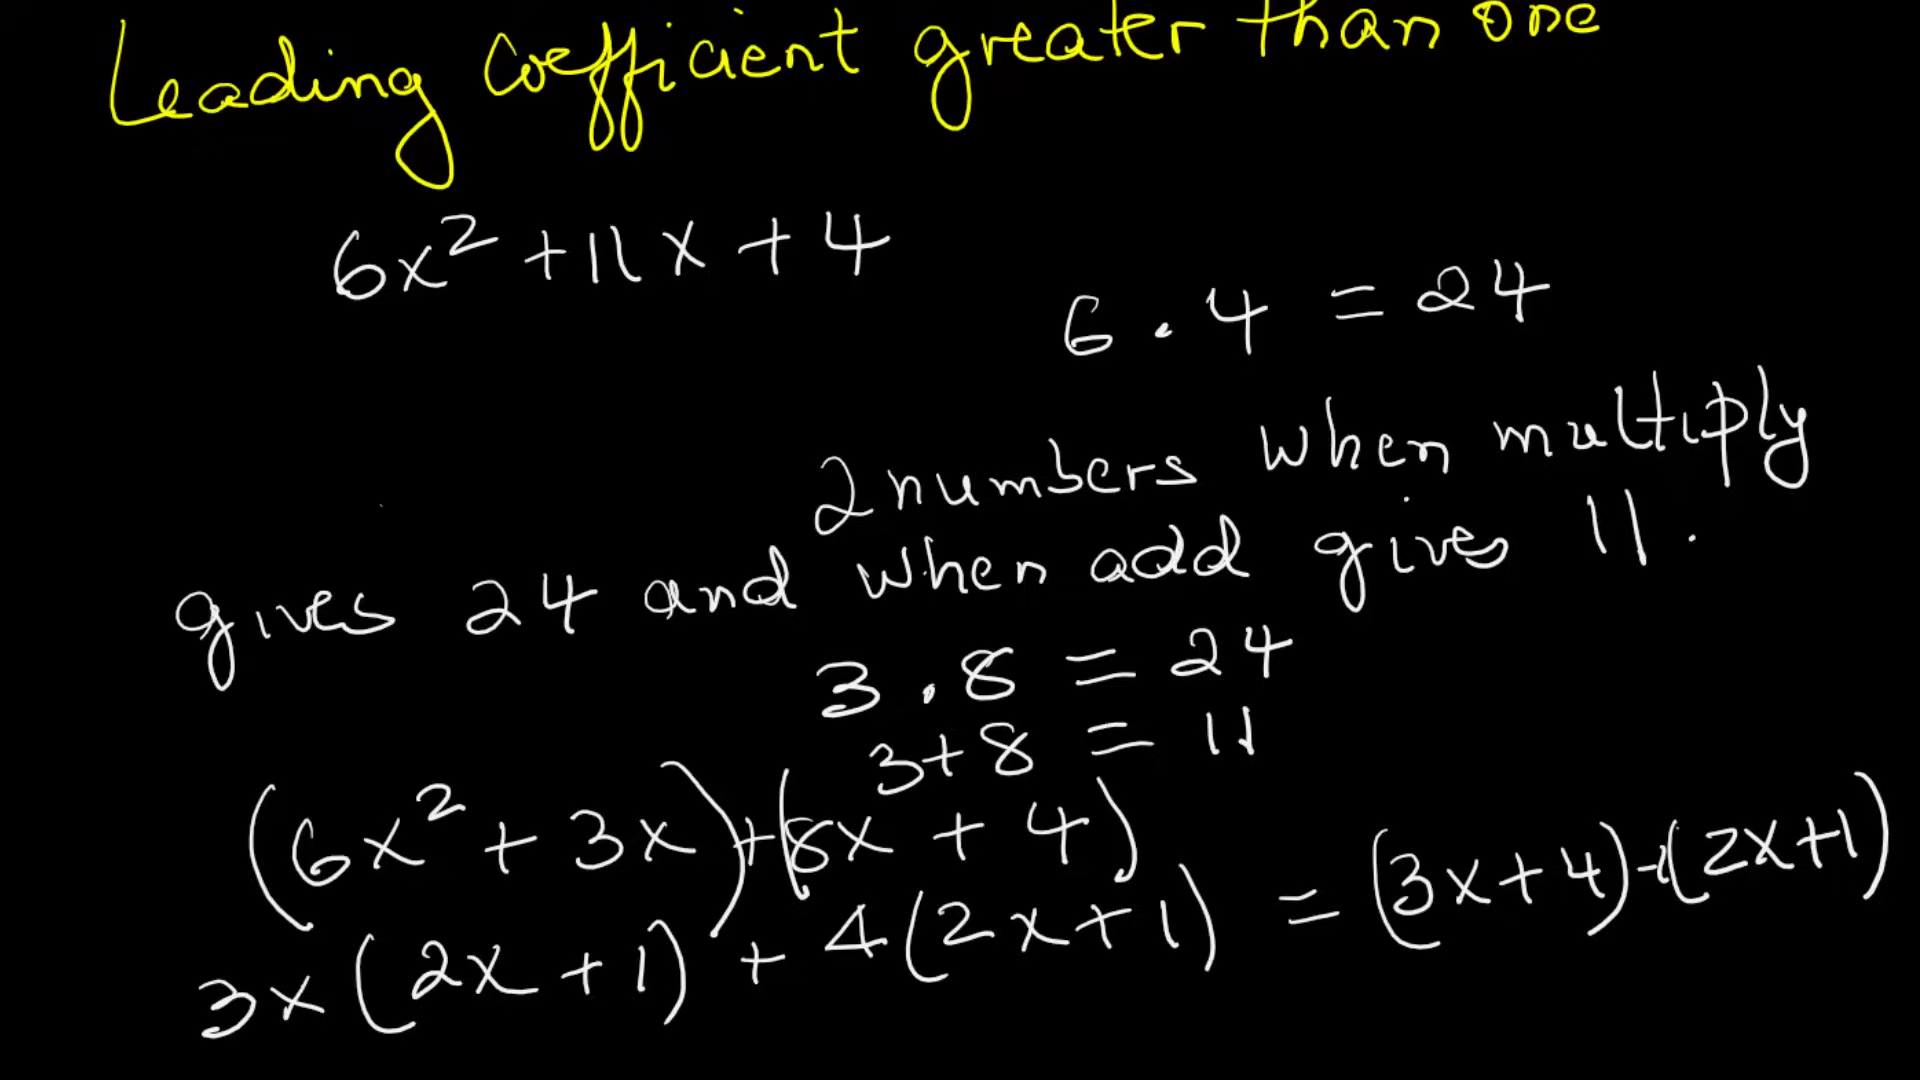 Leading coefficient greater than one
6x² + 11x + 4
6 . 4 = 24
2 numbers when multiply
gives 24 and when add gives 11.
3 . 8 = 24
3 + 8 = 11
(6x² + 3x) + (8x + 4)
3x (2x + 1) + 4 (2x + 1) = (3x + 4) (2x + 1)